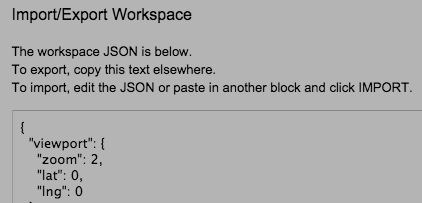 Import/Export Workspace
The workspace JSON is below.
To export, copy this text elsewhere.
To import, edit the JSON or paste in another block and click IMPORT.
{
"viewport": {
"zoom": 2,
"lat": 0,
"lng": 0